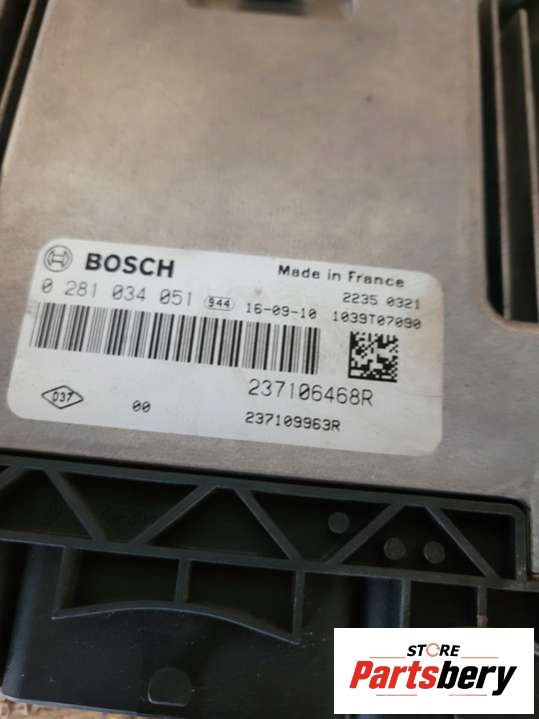 BOSCH
Made in France
0 281 034 051 944 16-09-10 2235 0321
1039T07090
237106468R
D37 00 237109963R
STORE
Partsbery